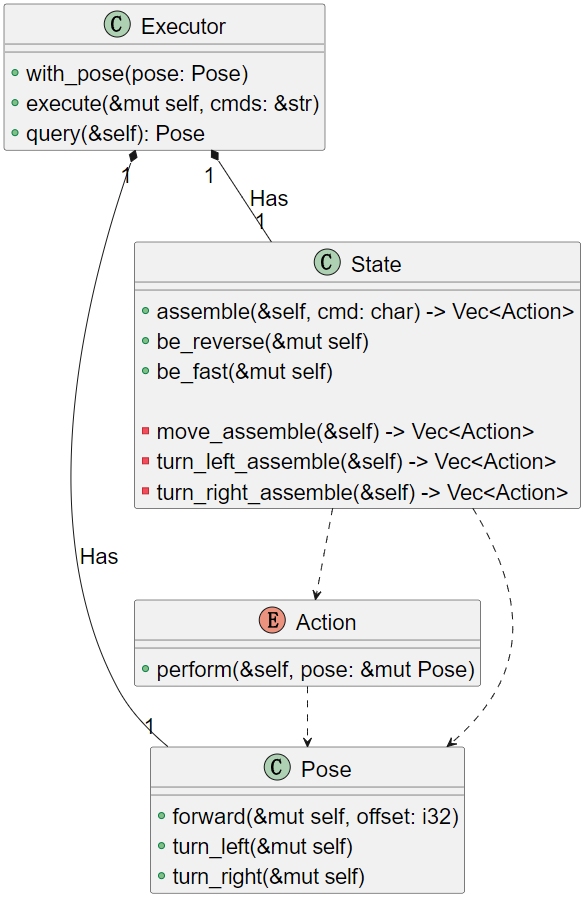 C Executor
with_pose(pose: Pose)
execute(&mut self, cmds: &str)
query(&self): Pose
1
1
Has
1
C State
assemble(&self, cmd: char) -> Vec<Action>
be_reverse(&mut self)
be_fast(&mut self)
move_assemble(&self) -> Vec<Action>
turn_left_assemble(&self) -> Vec<Action>
turn_right_assemble(&self) -> Vec<Action>
Has
E Action
perform(&self, pose: &mut Pose)
1
C Pose
forward(&mut self, offset: i32)
turn_left(&mut self)
turn_right(&mut self)